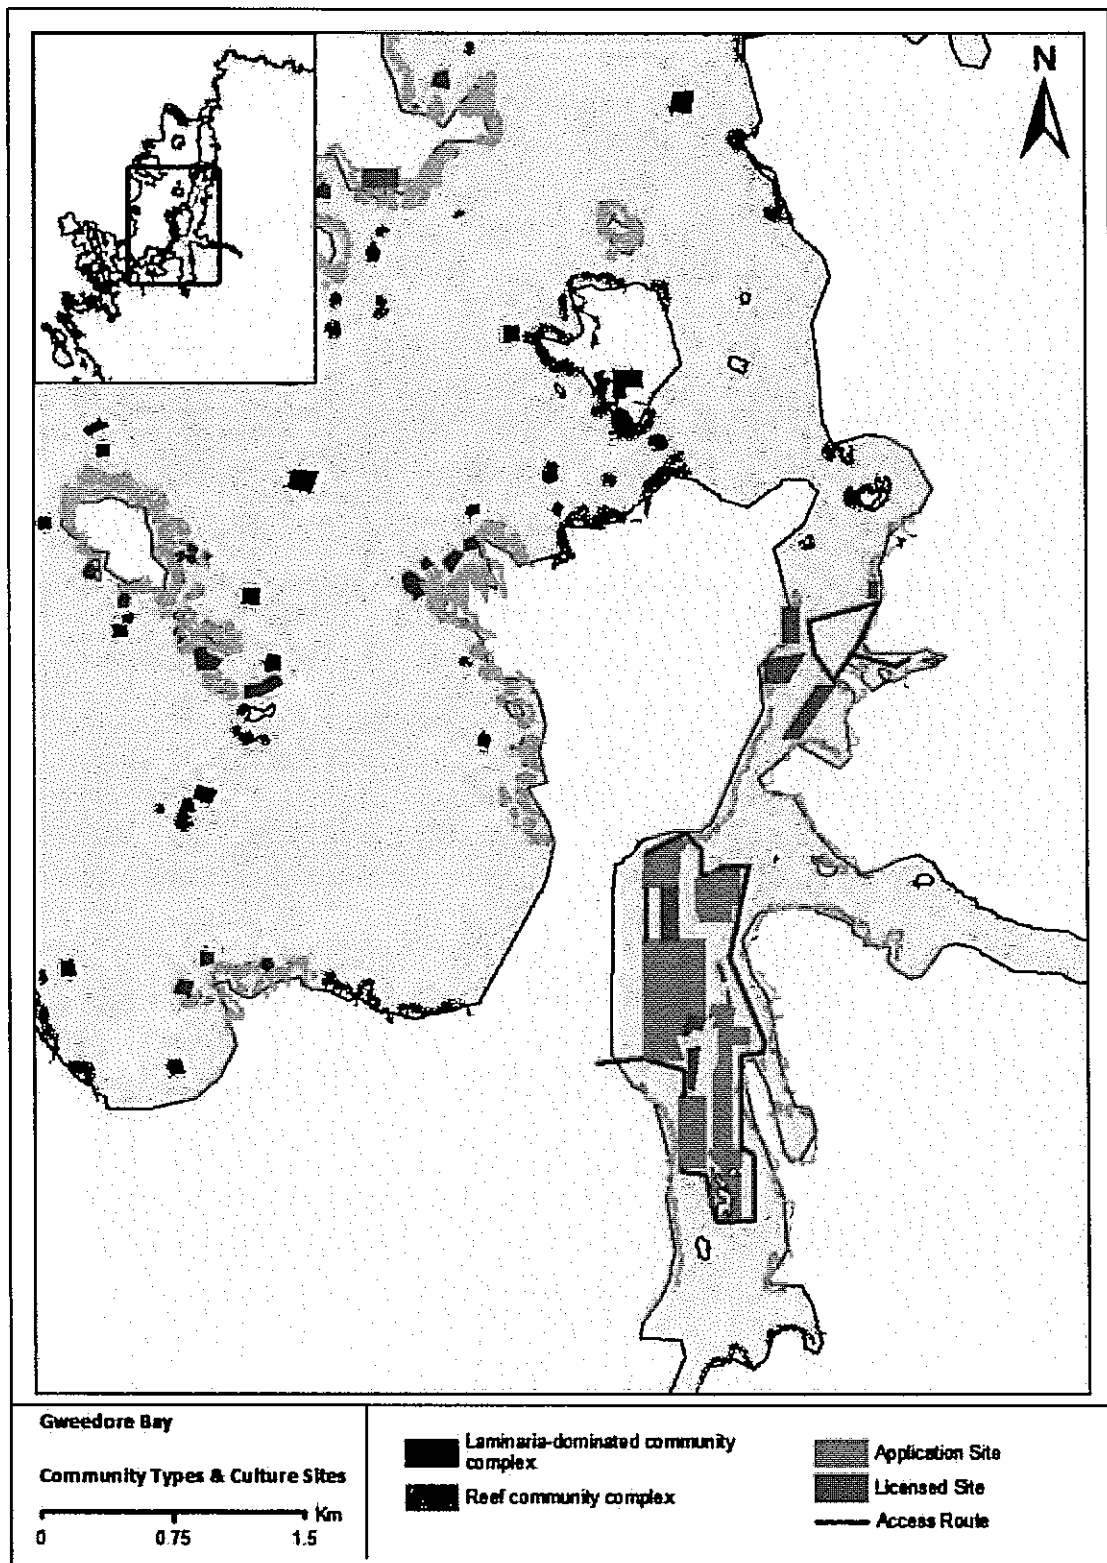 N
Gweedore Bay
Community Types & Culture Sites
Km
0 0.75 1.5
Laminaria-dominated community
complex
Reef community complex
Application Site
Licensed Site
Access Route